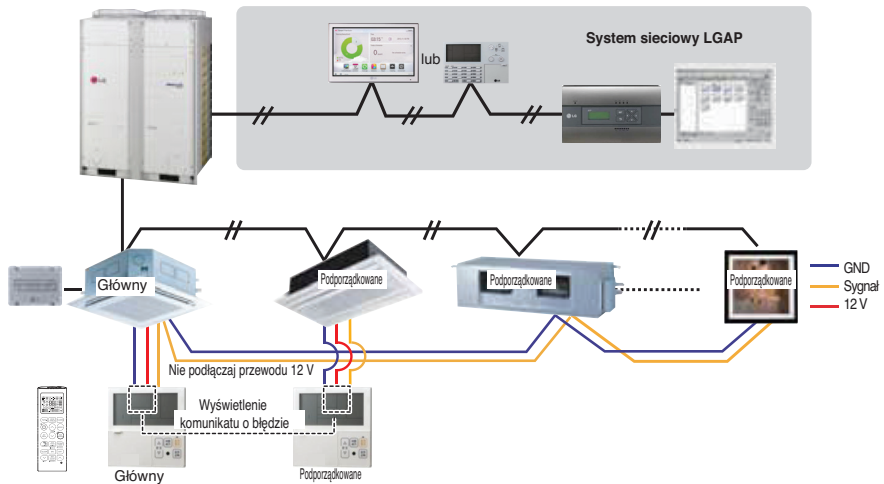 System sieciowy LGAP
lub
LG
Główny
Podporządkowane
Podporządkowane
Podporządkowane
GND
Sygnał
12 V
Nie podłączaj przewodu 12 V
Wyświetlenie
komunikatu o błędzie
Główny
Podporządkowane